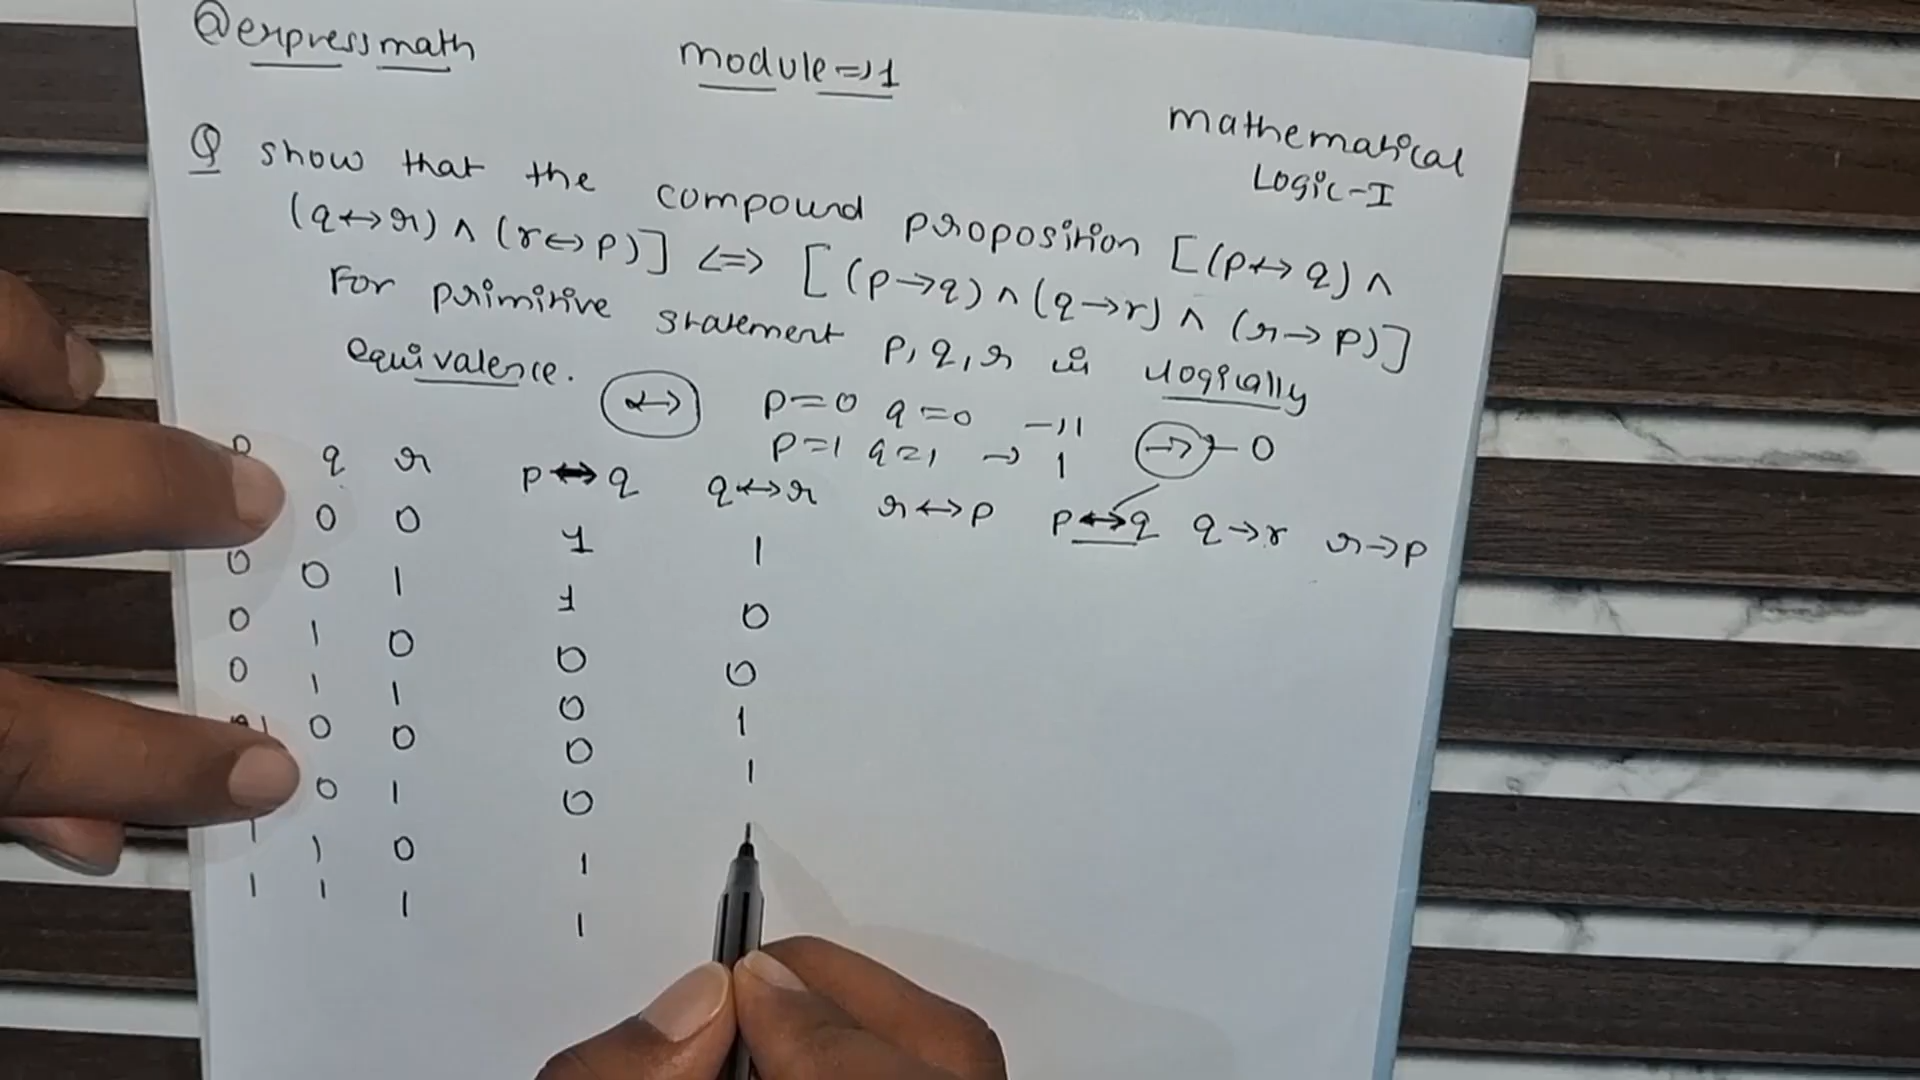 @expressmath
module=>1
mathematical
Logic-I
Q show that the compound proposition [(p↔q)∧
(q↔r)∧(r↔p)] <=> [(p→q)∧(q→r)∧(r→p)]
For primitive statement p,q,r is logically
equivalence.
↔ p=0 q=0 →1
p=1 q=1 → 1
→ 0
p q r p↔q q↔r r↔p p↔q q→r r→p
0 0 1 1
0 0 1 1 0
0 1 0 0 0
0 1 1 0 1
1 0 0 0 1
0 1 0
1 1 0 1
1 1 1 1